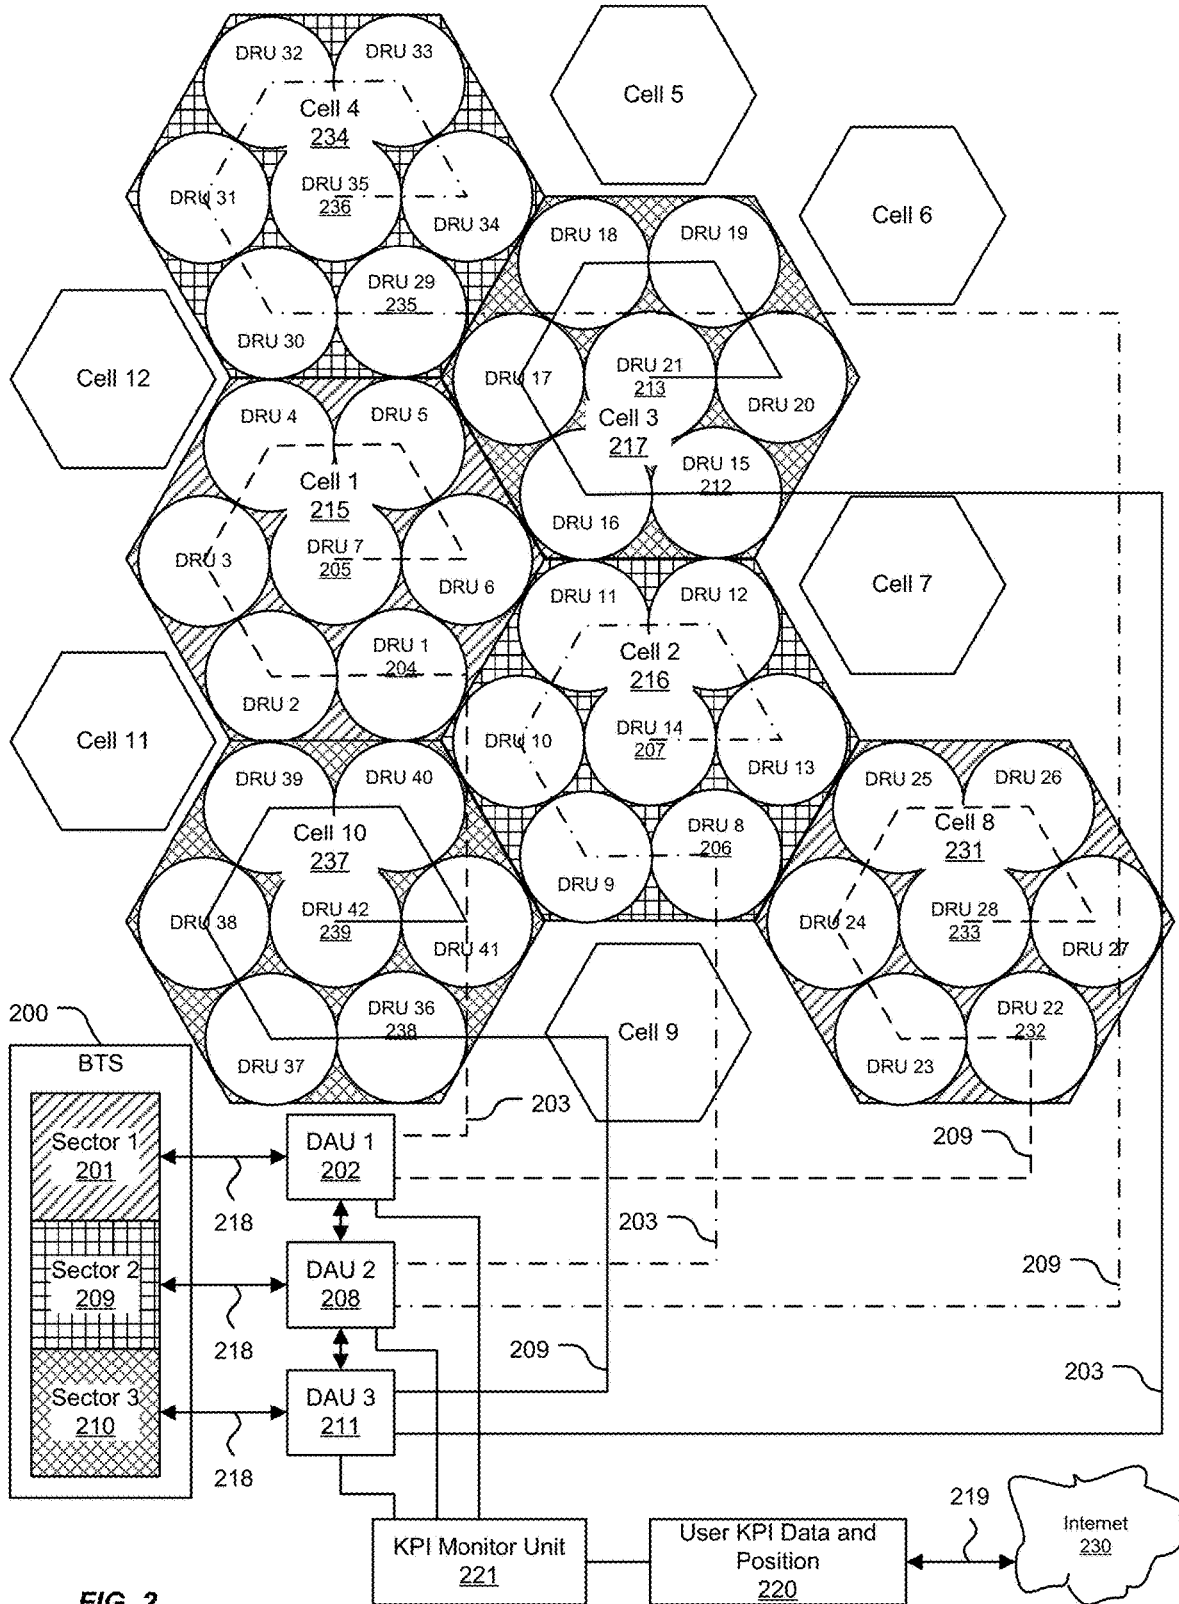 DRU 32
DRU 33
Cell 4
234
DRU 31
DRU 35
236
DRU 34
DRU 29
235
DRU 30
Cell 5
Cell 6
DRU 18
DRU 19
DRU 17
DRU 21
213
DRU 20
Cell 3
217
DRU 15
212
DRU 16
Cell 12
DRU 4
DRU 5
Cell 1
215
DRU 3
DRU 7
205
DRU 6
DRU 1
204
DRU 2
Cell 7
DRU 11
DRU 12
Cell 2
216
DRU 10
DRU 14
207
DRU 13
DRU 8
206
DRU 9
Cell 11
DRU 39
DRU 40
Cell 10
237
DRU 38
DRU 42
239
DRU 41
DRU 36
238
DRU 37
DRU 25
DRU 26
Cell 8
231
DRU 24
DRU 28
233
DRU 27
DRU 22
232
DRU 23
Cell 9
200
BTS
Sector 1
201
Sector 2
209
Sector 3
210
218
218
218
DAU 1
202
DAU 2
208
DAU 3
211
203
209
203
209
209
203
KPI Monitor Unit
221
User KPI Data and
Position
220
219
Internet
230
FIG. 2